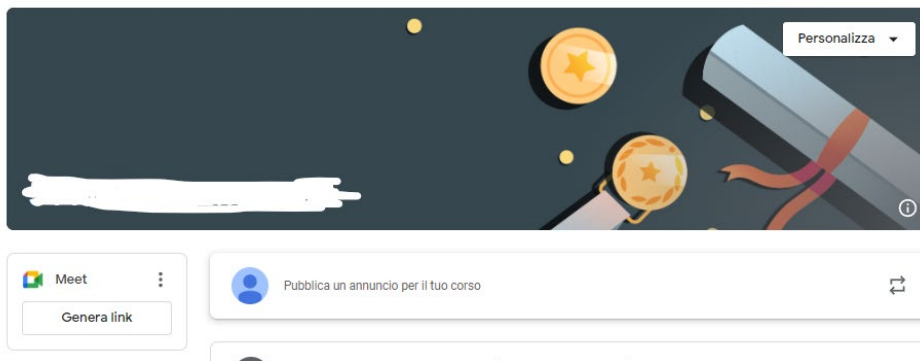 Personalizza
Meet
Pubblica un annuncio per il tuo corso
Genera link